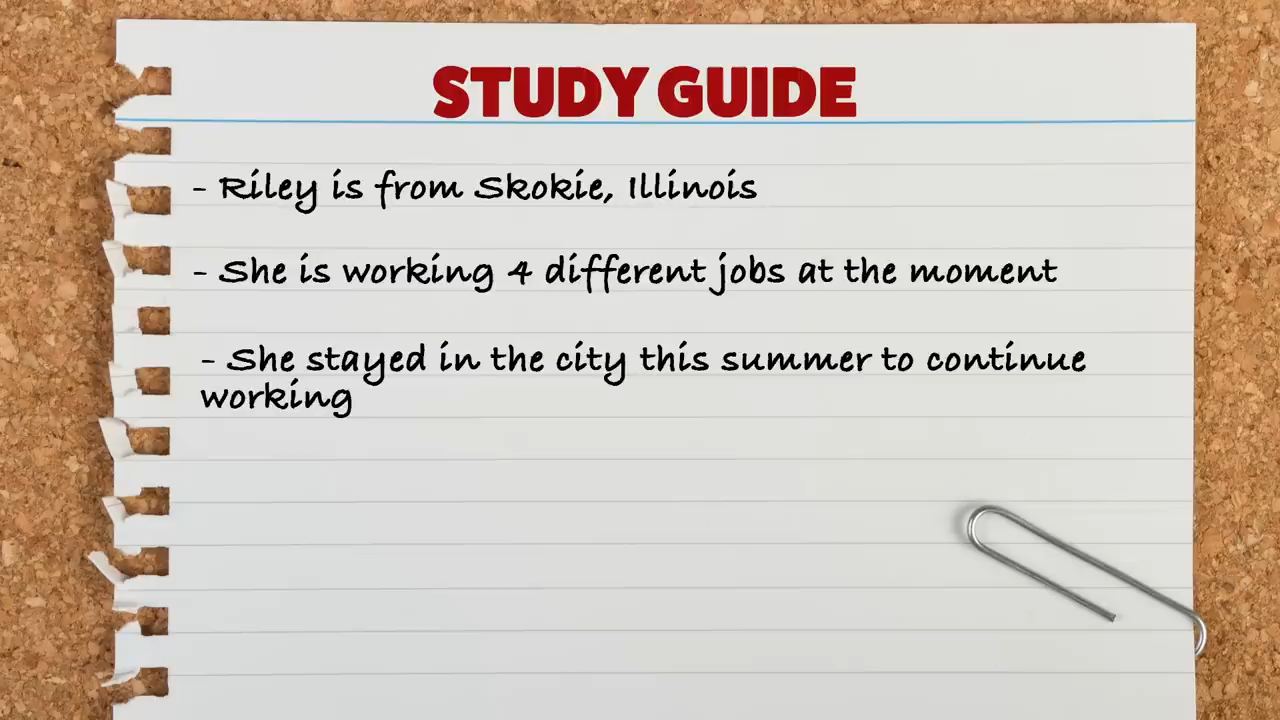 STUDY GUIDE
- Riley is from Skokie, Illinois
- She is working 4 different jobs at the moment
- She stayed in the city this summer to continue
working